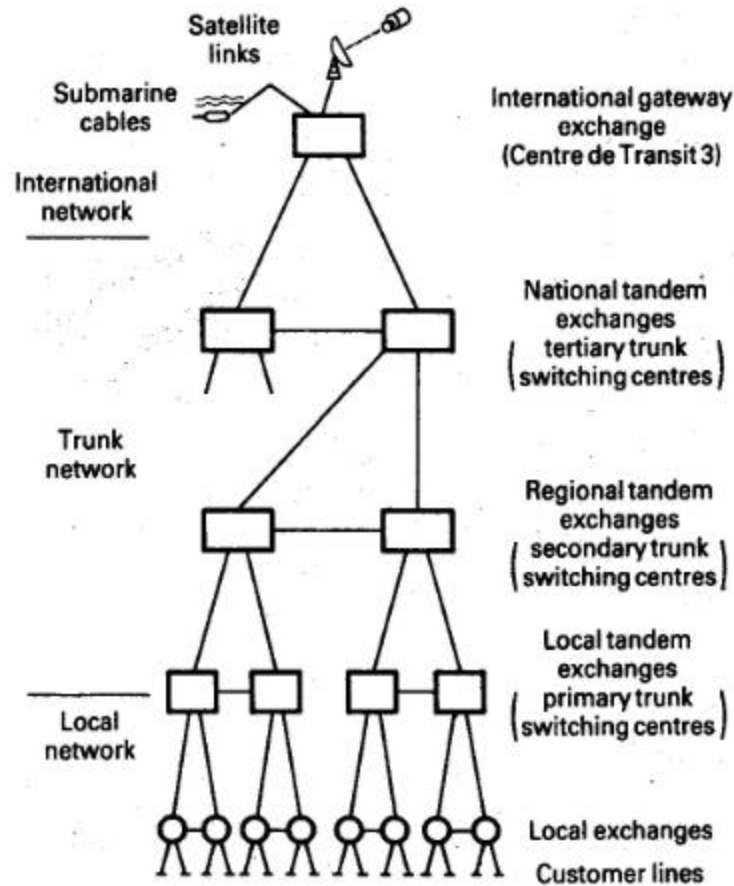 Satellite
links
Submarine
cables
International gateway
exchange
(Centre de Transit 3)
International
network
National tandem
exchanges
(tertiary trunk
switching centres)
Trunk
network
Regional tandem
exchanges
(secondary trunk
switching centres)
Local tandem
exchanges
(primary trunk
switching centres)
Local
network
Local exchanges
Customer lines